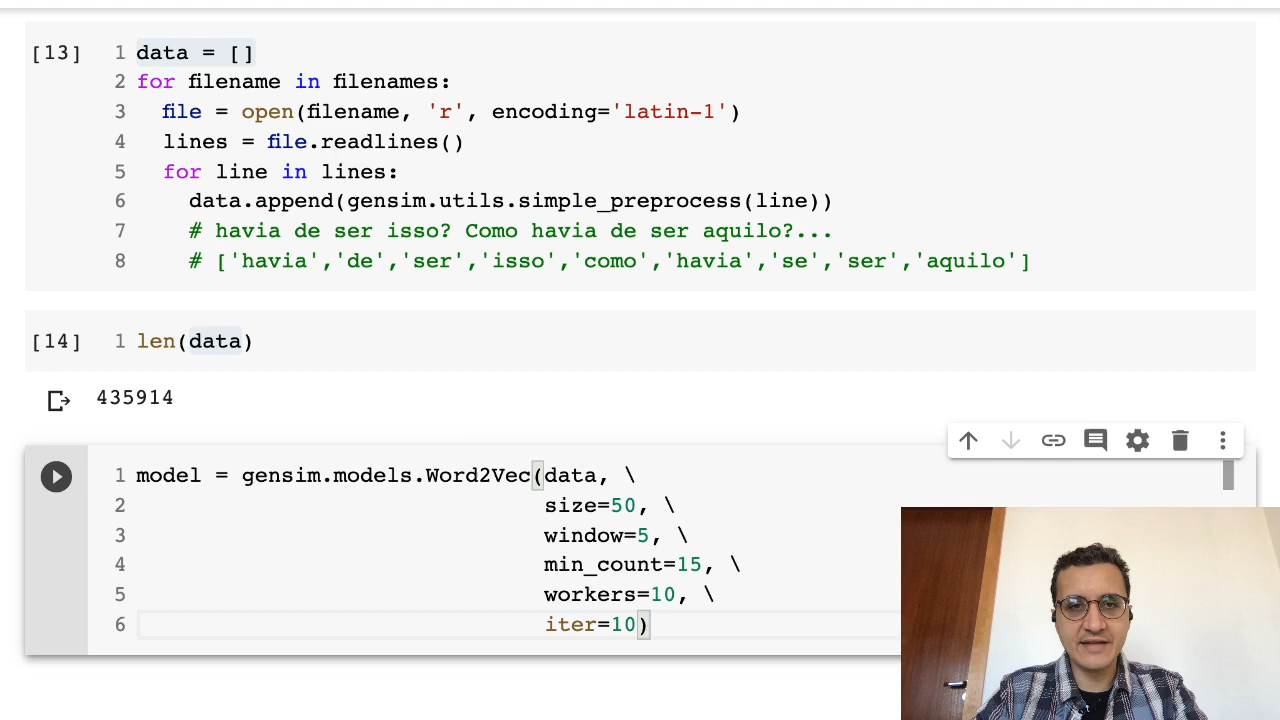 [13] 1 data = []
2 for filename in filenames:
3 file = open(filename, 'r', encoding='latin-1')
4 lines = file.readlines()
5 for line in lines:
6 data.append(gensim.utils.simple_preprocess(line))
7 # havia de ser isso? Como havia de ser aquilo?...
8 # ['havia','de','ser','isso','como','havia','se','ser','aquilo']
[14] 1 len(data)
435914
1 model = gensim.models.Word2Vec(data, \
2 size=50, \
3 window=5, \
4 min_count=15, \
5 workers=10, \
6 iter=10)